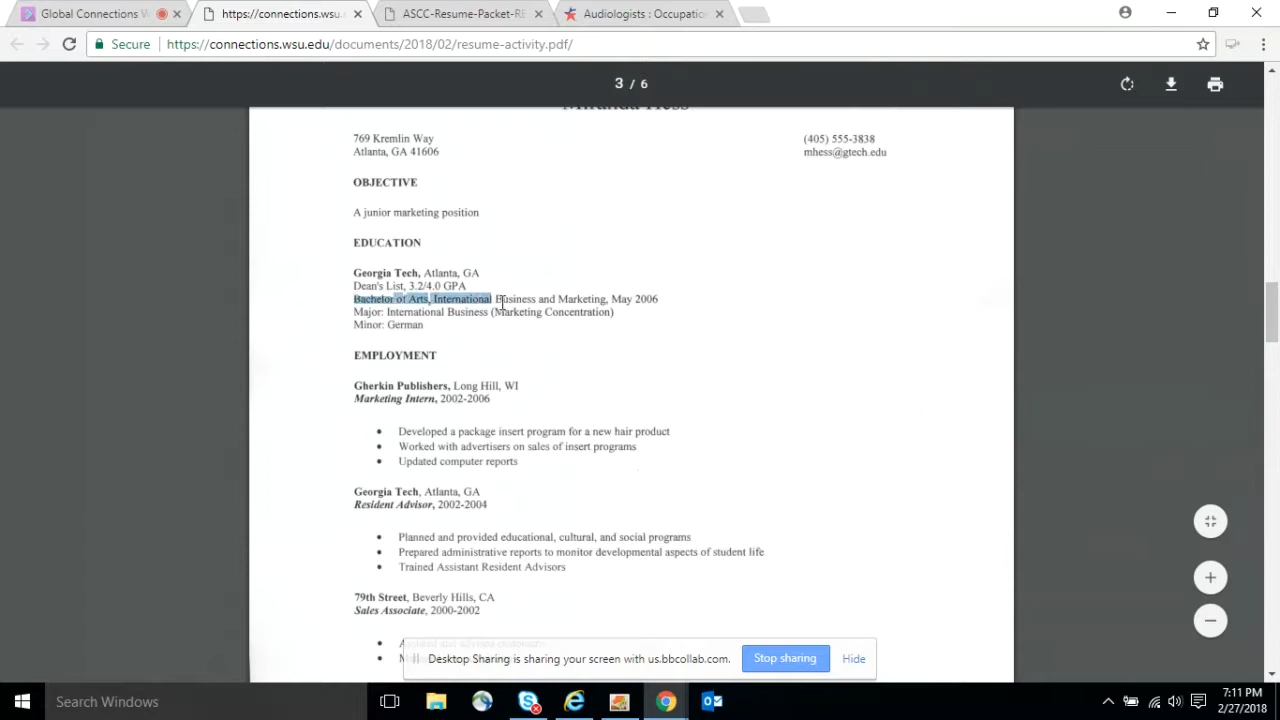 Global Connections W
https://connections.wsu.
ASCC-Resume-Packet-RE
Audiologists : Occupatio
Secure https://connections.wsu.edu/documents/2018/02/resume-activity.pdf/
3 / 6
Miranda Hess
769 Kremlin Way (405) 555-3838
Atlanta, GA 41606 mhess@gtech.edu
OBJECTIVE
A junior marketing position
EDUCATION
Georgia Tech, Atlanta, GA
Dean's List, 3.2/4.0 GPA
Bachelor of Arts, International Business and Marketing, May 2006
Major: International Business (Marketing Concentration)
Minor: German
EMPLOYMENT
Gherkin Publishers, Long Hill, WI
Marketing Intern, 2002-2006
• Developed a package insert program for a new hair product
• Worked with advertisers on sales of insert programs
• Updated computer reports
Georgia Tech, Atlanta, GA
Resident Advisor, 2002-2004
• Planned and provided educational, cultural, and social programs
• Prepared administrative reports to monitor developmental aspects of student life
• Trained Assistant Resident Advisors
79th Street, Beverly Hills, CA
Sales Associate, 2000-2002
Desktop Sharing is sharing your screen with us.bbcollab.com. Stop sharing Hide
Search Windows
7:11 PM
2/27/2018